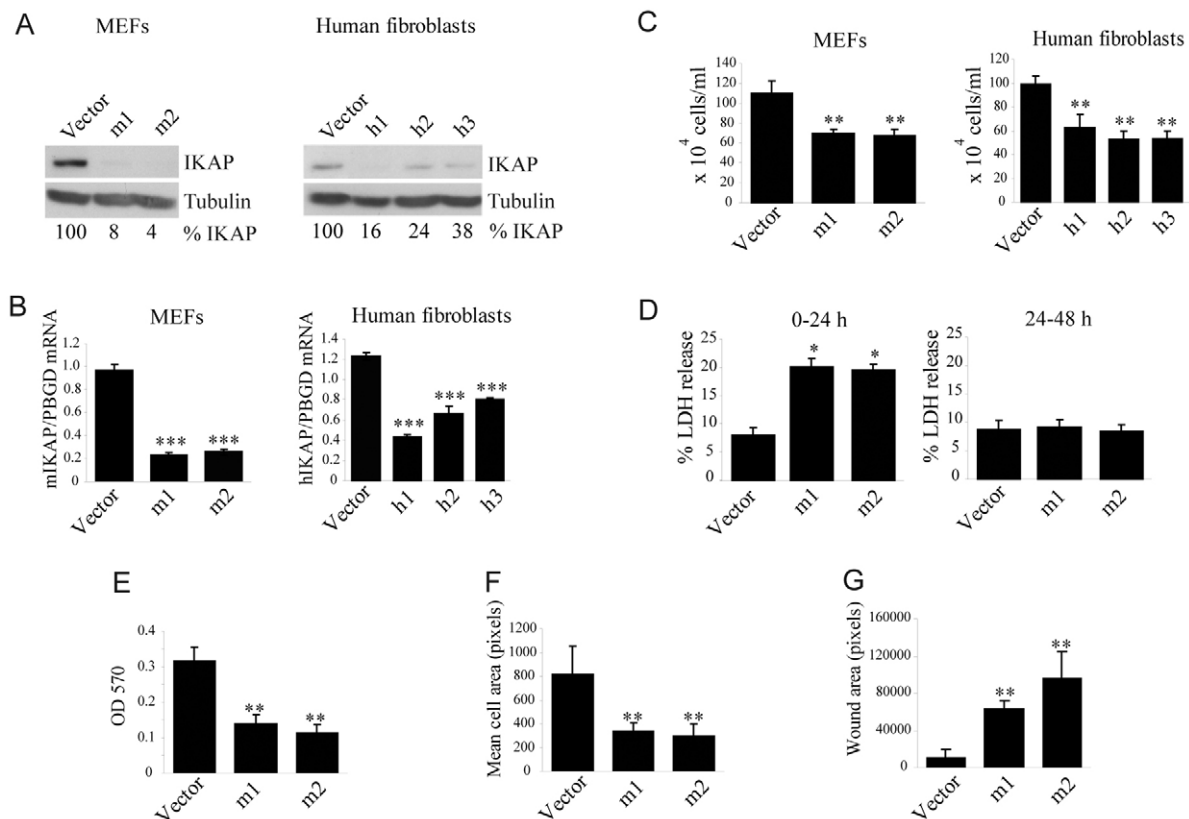 A
MEFs
Human fibroblasts
Vector
m1
m2
Vector
h1
h2
h3
IKAP
IKAP
Tubulin
Tubulin
100 8 4 % IKAP
100 16 24 38 % IKAP
B
MEFs
Human fibroblasts
mIKAP/PBGD mRNA
1.2
1.0
0.8
0.6
0.4
0.2
0
*** ***
Vector
m1
m2
hIKAP/PBGD mRNA
1.4
1.2
1.0
0.8
0.6
0.4
0.2
0
*** *** ***
Vector
h1
h2
h3
C
MEFs
Human fibroblasts
x 10^4 cells/ml
140
120
100
80
60
40
20
0
** **
Vector
m1
m2
x 10^4 cells/ml
120
100
80
60
40
20
0
** ** **
Vector
h1
h2
h3
D
0-24 h
24-48 h
% LDH release
25
20
15
10
5
0
* *
Vector
m1
m2
% LDH release
25
20
15
10
5
0
Vector
m1
m2
E
OD 570
0.4
0.3
0.2
0.1
0
** **
Vector
m1
m2
F
Mean cell area (pixels)
1200
1000
800
600
400
200
0
** **
Vector
m1
m2
G
Wound area (pixels)
160000
120000
80000
40000
0
** **
Vector
m1
m2